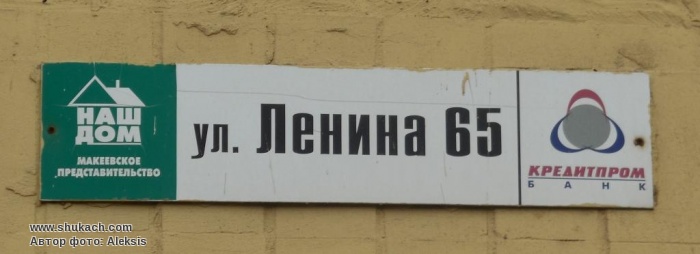 НАШ
ДОМ
МАКЕЕВСКОЕ
ПРЕДСТАВИТЕЛЬСТВО
ул. Ленина 65
КРЕДИТПРОМ
БАНК
www.shukach.com
Автор фото: Aleksis